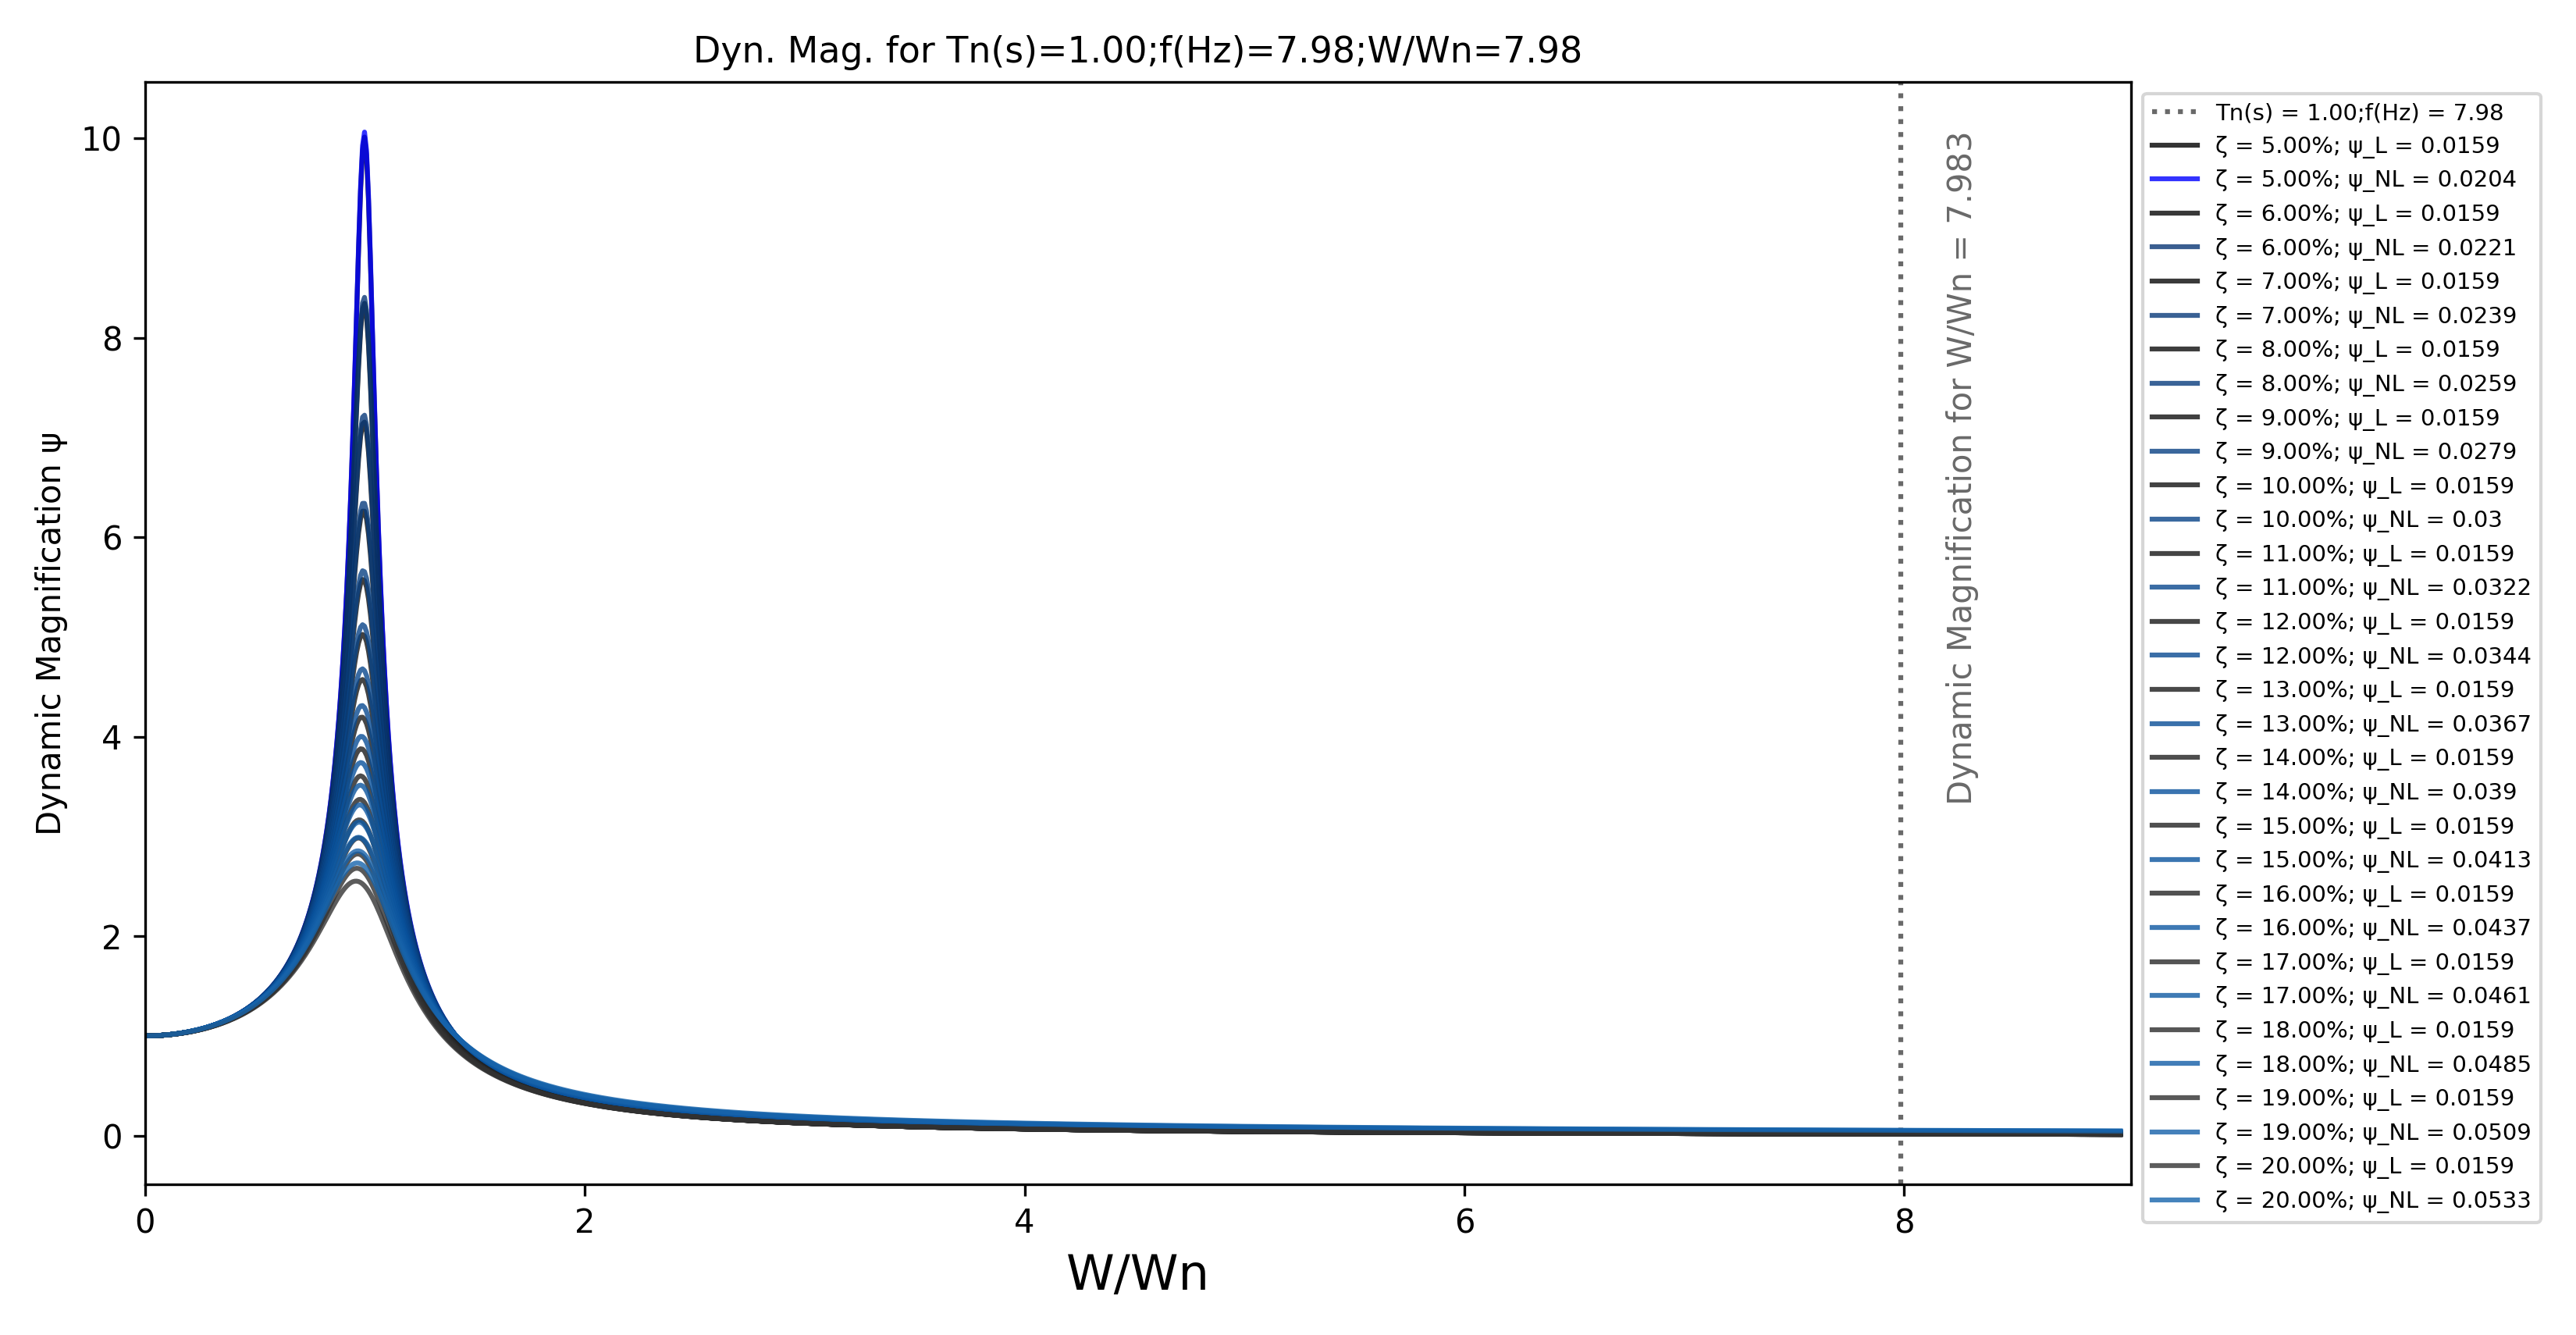 Dyn. Mag. for Tn(s)=1.00;f(Hz)=7.98;W/Wn=7.98
Dynamic Magnification ψ
10
8
6
4
2
0
0
2
4
6
8
W/Wn
Dynamic Magnification for W/Wn = 7.983
Tn(s) = 1.00;f(Hz) = 7.98
ζ = 5.00%; ψ_L = 0.0159
ζ = 5.00%; ψ_NL = 0.0204
ζ = 6.00%; ψ_L = 0.0159
ζ = 6.00%; ψ_NL = 0.0221
ζ = 7.00%; ψ_L = 0.0159
ζ = 7.00%; ψ_NL = 0.0239
ζ = 8.00%; ψ_L = 0.0159
ζ = 8.00%; ψ_NL = 0.0259
ζ = 9.00%; ψ_L = 0.0159
ζ = 9.00%; ψ_NL = 0.0279
ζ = 10.00%; ψ_L = 0.0159
ζ = 10.00%; ψ_NL = 0.03
ζ = 11.00%; ψ_L = 0.0159
ζ = 11.00%; ψ_NL = 0.0322
ζ = 12.00%; ψ_L = 0.0159
ζ = 12.00%; ψ_NL = 0.0344
ζ = 13.00%; ψ_L = 0.0159
ζ = 13.00%; ψ_NL = 0.0367
ζ = 14.00%; ψ_L = 0.0159
ζ = 14.00%; ψ_NL = 0.039
ζ = 15.00%; ψ_L = 0.0159
ζ = 15.00%; ψ_NL = 0.0413
ζ = 16.00%; ψ_L = 0.0159
ζ = 16.00%; ψ_NL = 0.0437
ζ = 17.00%; ψ_L = 0.0159
ζ = 17.00%; ψ_NL = 0.0461
ζ = 18.00%; ψ_L = 0.0159
ζ = 18.00%; ψ_NL = 0.0485
ζ = 19.00%; ψ_L = 0.0159
ζ = 19.00%; ψ_NL = 0.0509
ζ = 20.00%; ψ_L = 0.0159
ζ = 20.00%; ψ_NL = 0.0533